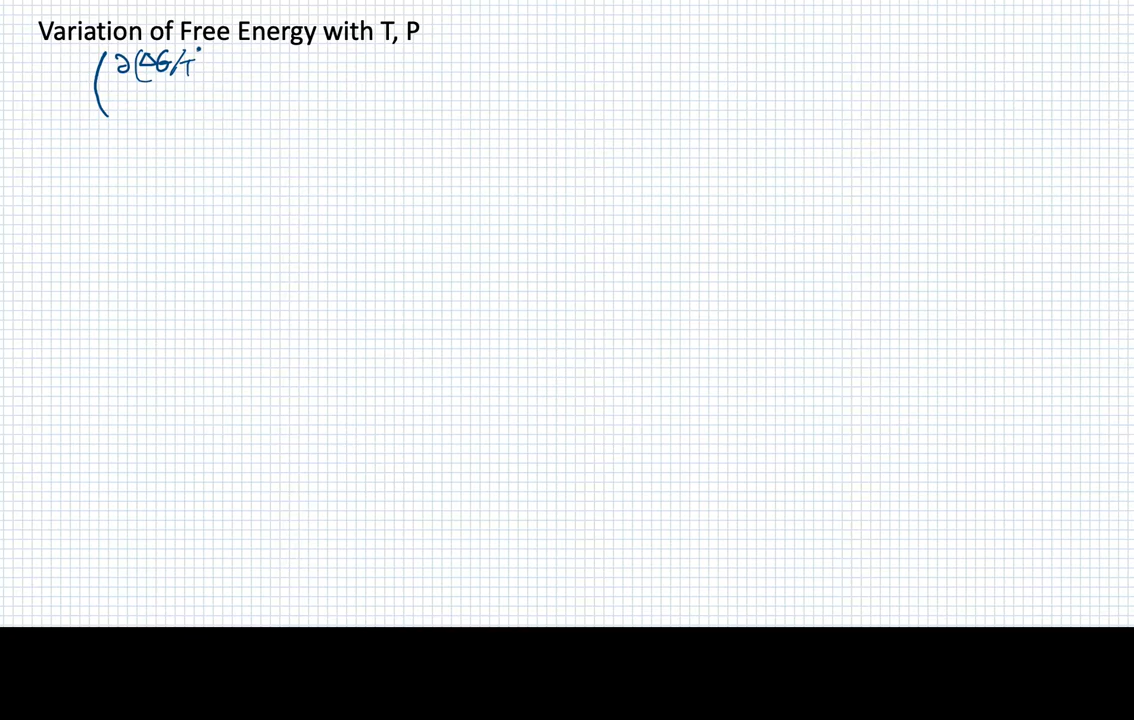 Variation of Free Energy with T, P
(∂(ΔG/T